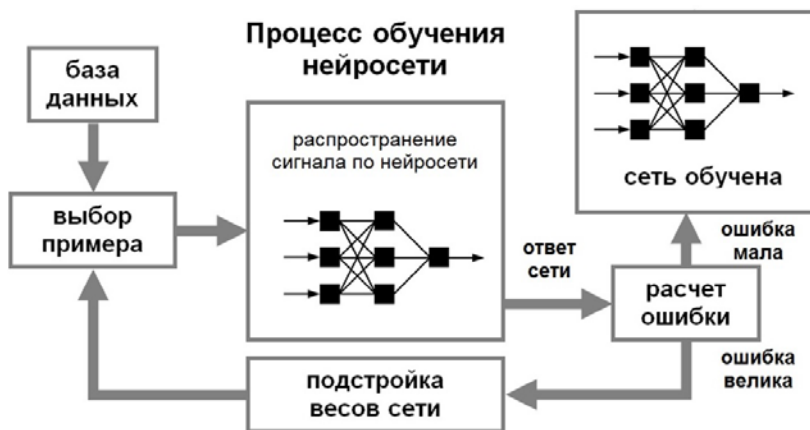 Процесс обучения
нейросети
база
данных
выбор
примера
распространение
сигнала по нейросети
ответ
сети
расчет
ошибки
ошибка
мала
сеть обучена
ошибка
велика
подстройка
весов сети